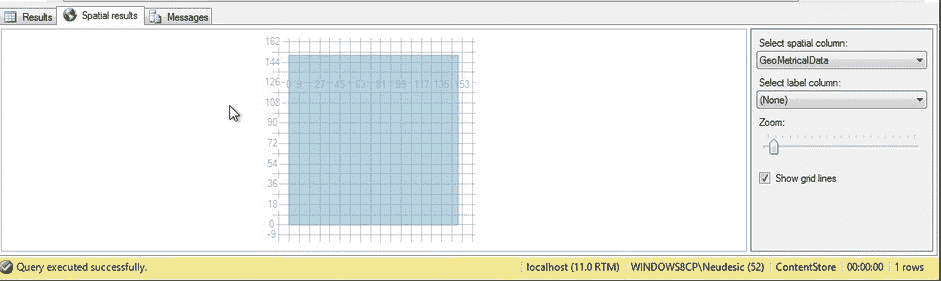 Results
Spatial results
Messages
162
144
126
108
90
72
54
36
18
0
-9
0 9 27 45 63 81 99 117 135 153
Select spatial column:
GeoMetricalData
Select label column:
(None)
Zoom:
Show grid lines
Query executed successfully.
localhost (11.0 RTM)
WINDOWS8CP\Neudesic (52)
ContentStore
00:00:00
1 rows